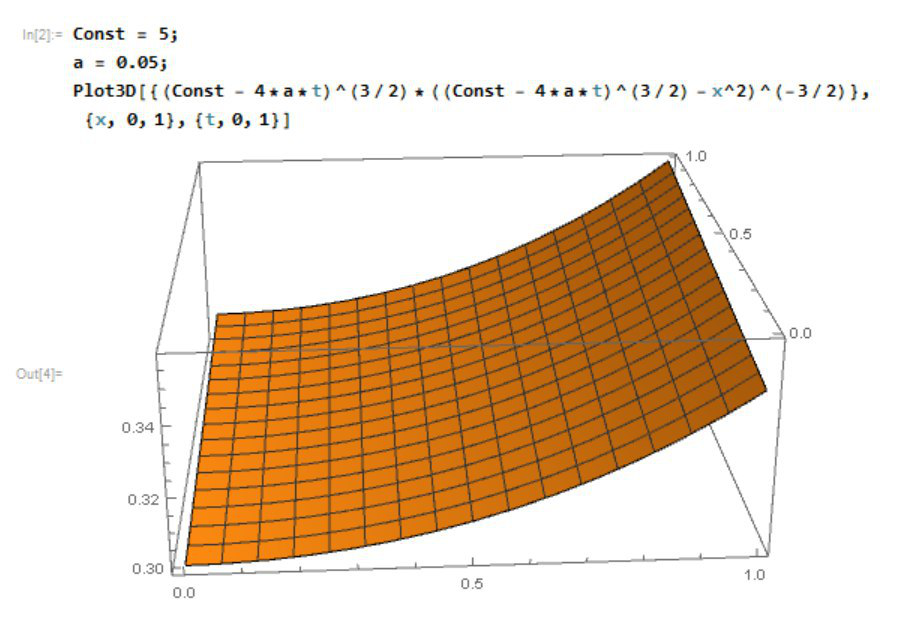 In[2]:= Const = 5;
a = 0.05;
Plot3D[{(Const - 4*a*t)^(3/2)*((Const - 4*a*t)^(3/2) - x^2)^(-3/2)},
{x, 0, 1}, {t, 0, 1}]
1.0
0.5
0.0
Out[4]=
0.34
0.32
0.30
0.0
0.5
1.0